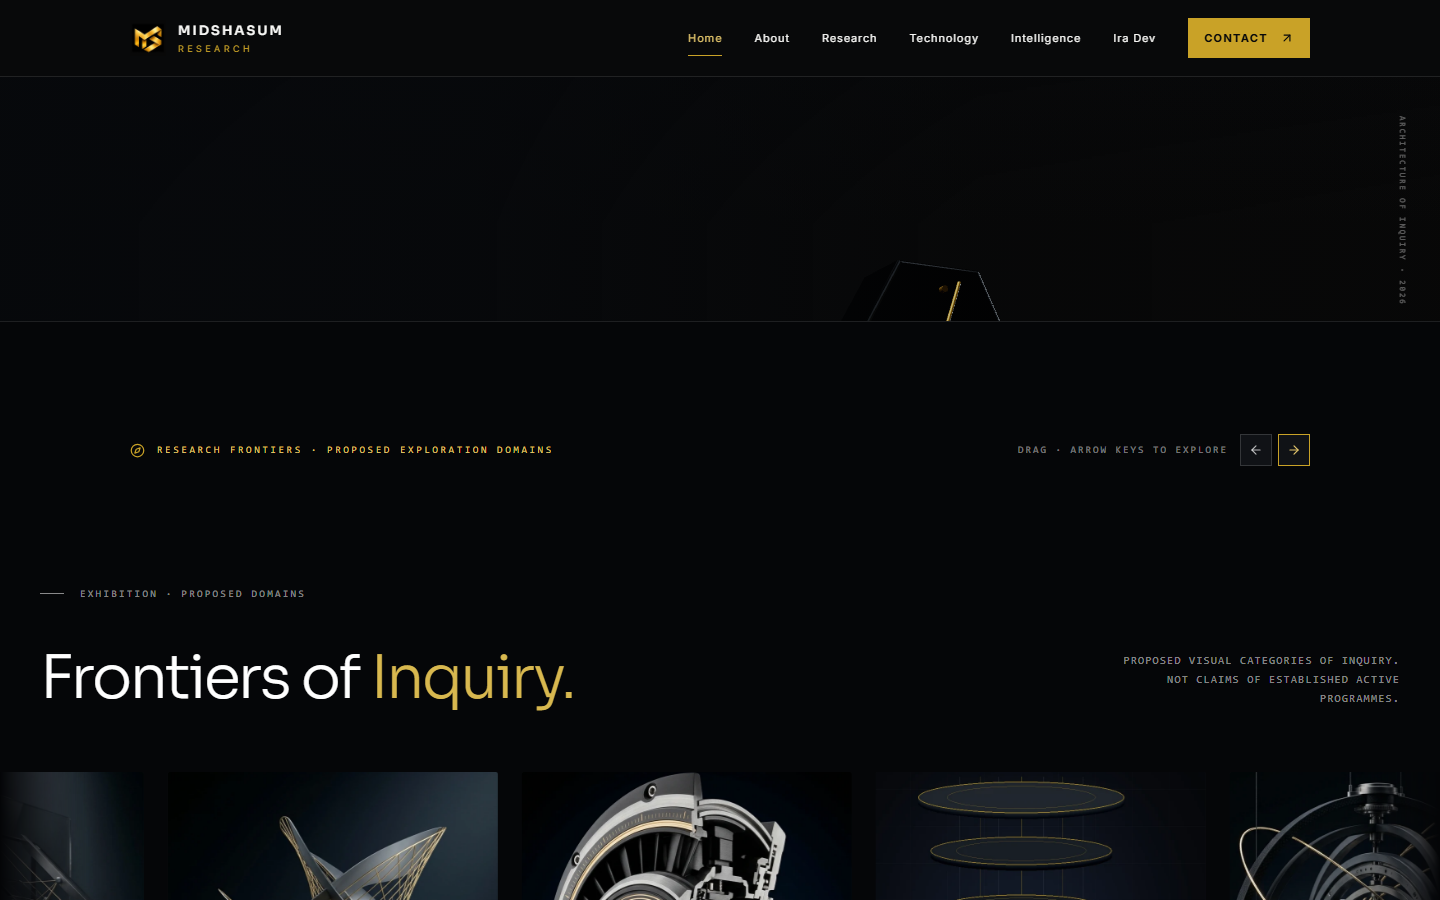 MIDSHASUM
RESEARCH
Home
About
Research
Technology
Intelligence
Ira Dev
CONTACT
ARCHITECTURE OF INQUIRY · 2026
RESEARCH FRONTIERS · PROPOSED EXPLORATION DOMAINS
DRAG · ARROW KEYS TO EXPLORE
EXHIBITION · PROPOSED DOMAINS
Frontiers of Inquiry.
PROPOSED VISUAL CATEGORIES OF INQUIRY.
NOT CLAIMS OF ESTABLISHED ACTIVE
PROGRAMMES.